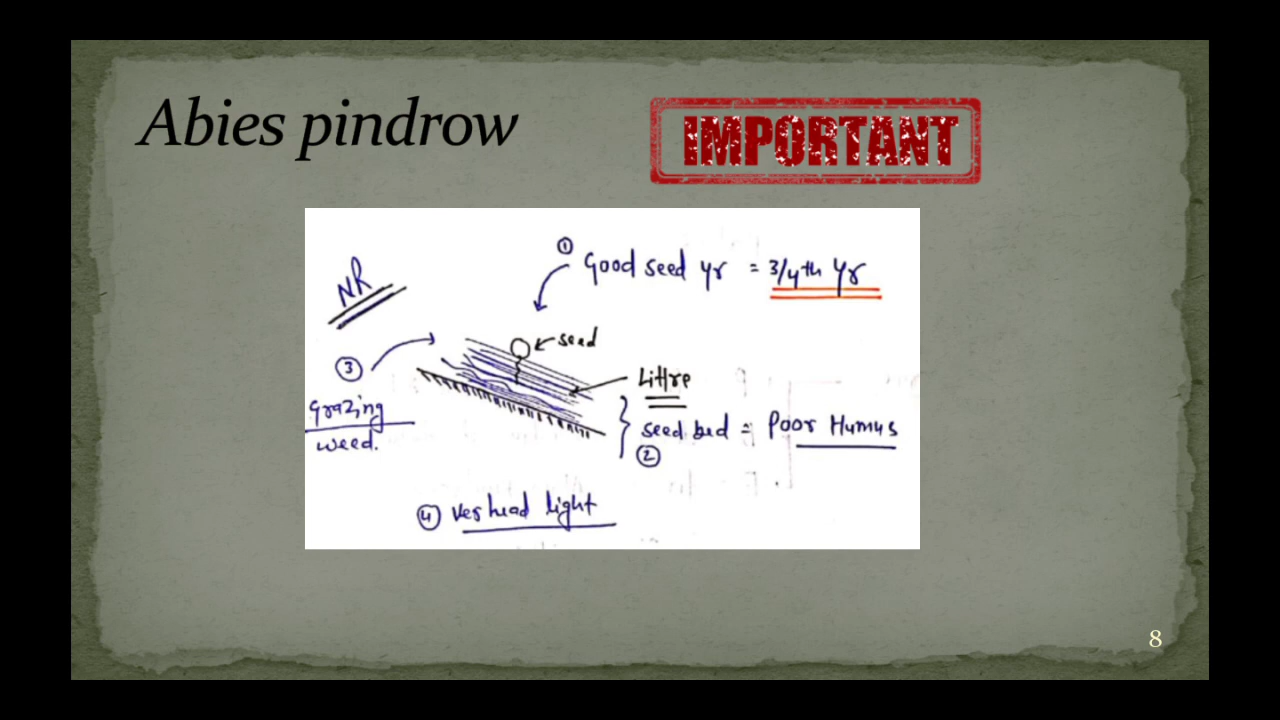 Abies pindrow
IMPORTANT
NR
① Good seed yr = 3/4th Yr
seed
③
Grazing
weed.
Littre
seed bed = Poor Humus
②
④ Verhead light
8